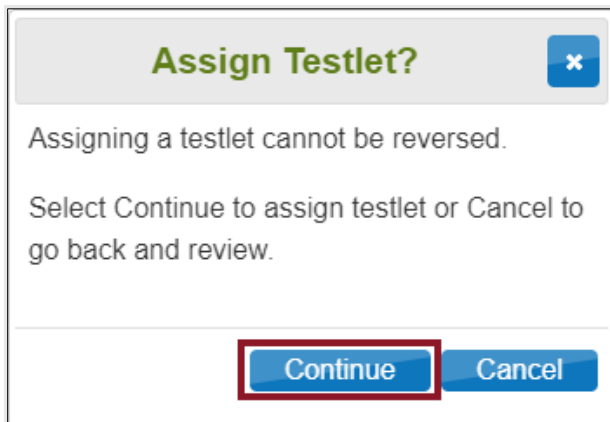 Assign Testlet?
Assigning a testlet cannot be reversed.
Select Continue to assign testlet or Cancel to
go back and review.
Continue Cancel